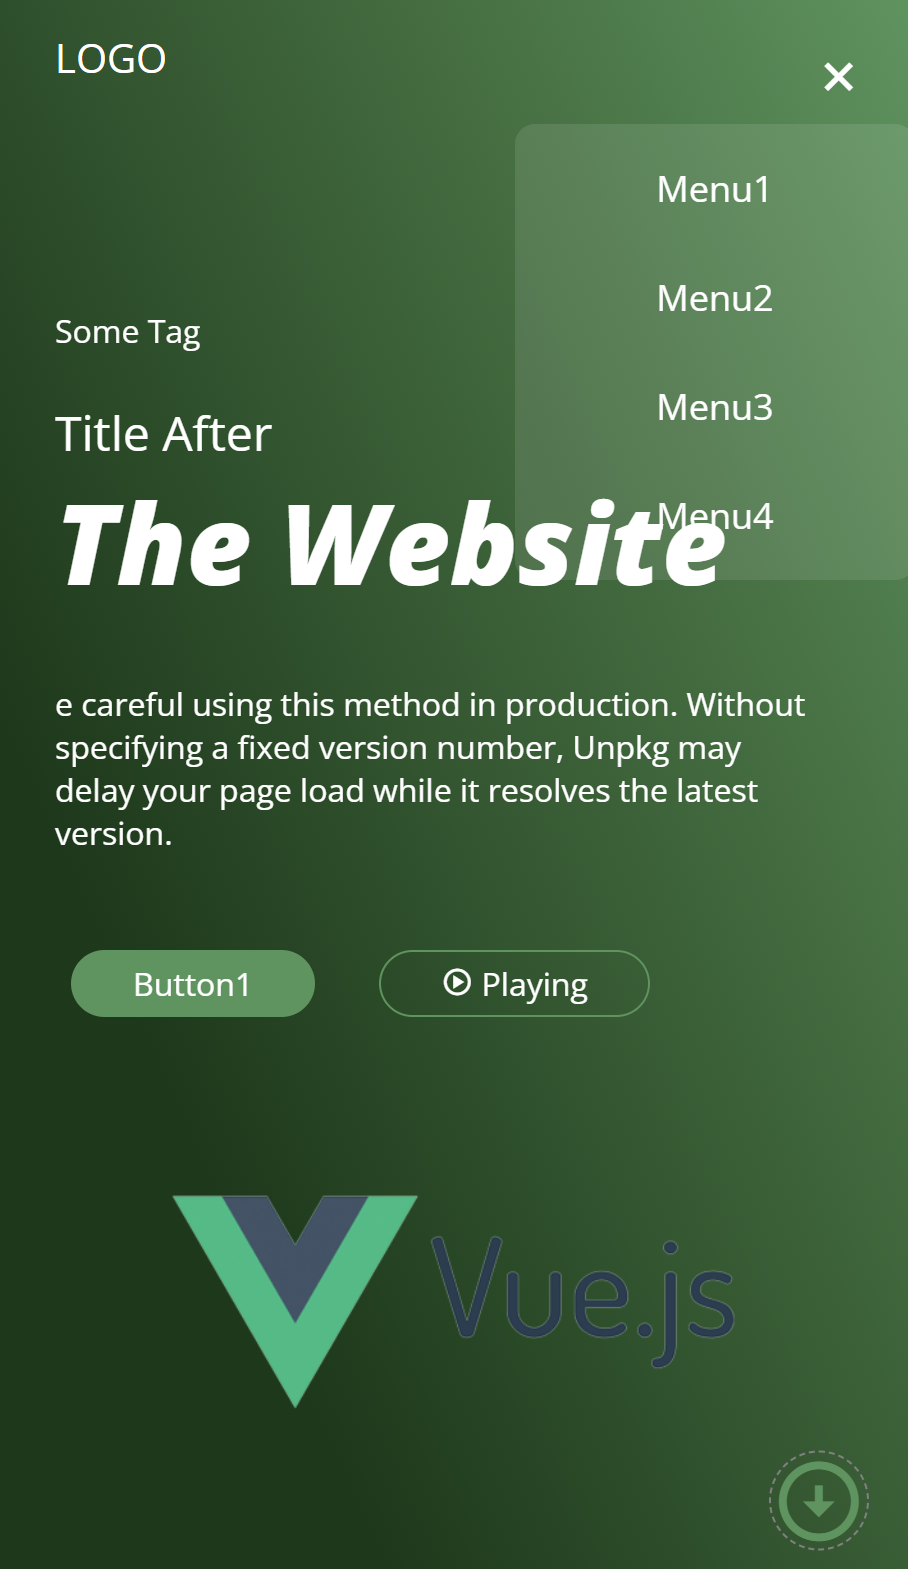 LOGO
Menu1
Menu2
Menu3
Menu4
Some Tag
Title After
The Website
e careful using this method in production. Without
specifying a fixed version number, Unpkg may
delay your page load while it resolves the latest
version.
Button1
Playing
Vue.js